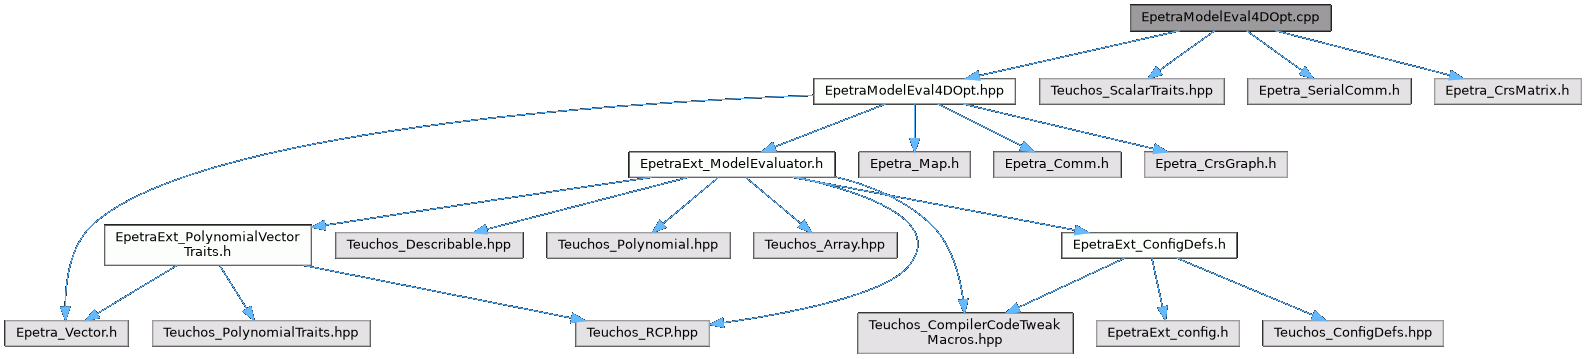 EpetraModelEval4DOpt.cpp
EpetraModelEval4DOpt.hpp
Teuchos_ScalarTraits.hpp
Epetra_SerialComm.h
Epetra_CrsMatrix.h
EpetraExt_ModelEvaluator.h
Epetra_Map.h
Epetra_Comm.h
Epetra_CrsGraph.h
EpetraExt_PolynomialVector
Traits.h
Teuchos_Describable.hpp
Teuchos_Polynomial.hpp
Teuchos_Array.hpp
EpetraExt_ConfigDefs.h
Epetra_Vector.h
Teuchos_PolynomialTraits.hpp
Teuchos_RCP.hpp
Teuchos_CompilerCodeTweak
Macros.hpp
EpetraExt_config.h
Teuchos_ConfigDefs.hpp